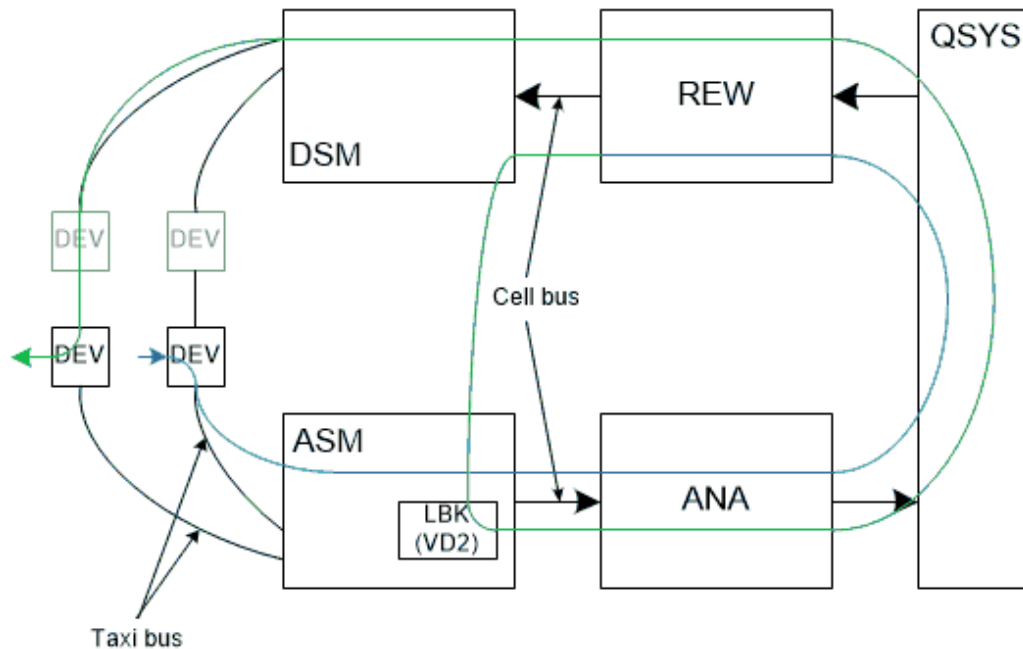 QSYS
REW
DSM
DEV
DEV
Cell bus
DEV
DEV
ASM
ANA
LBK
(VD2)
Taxi bus